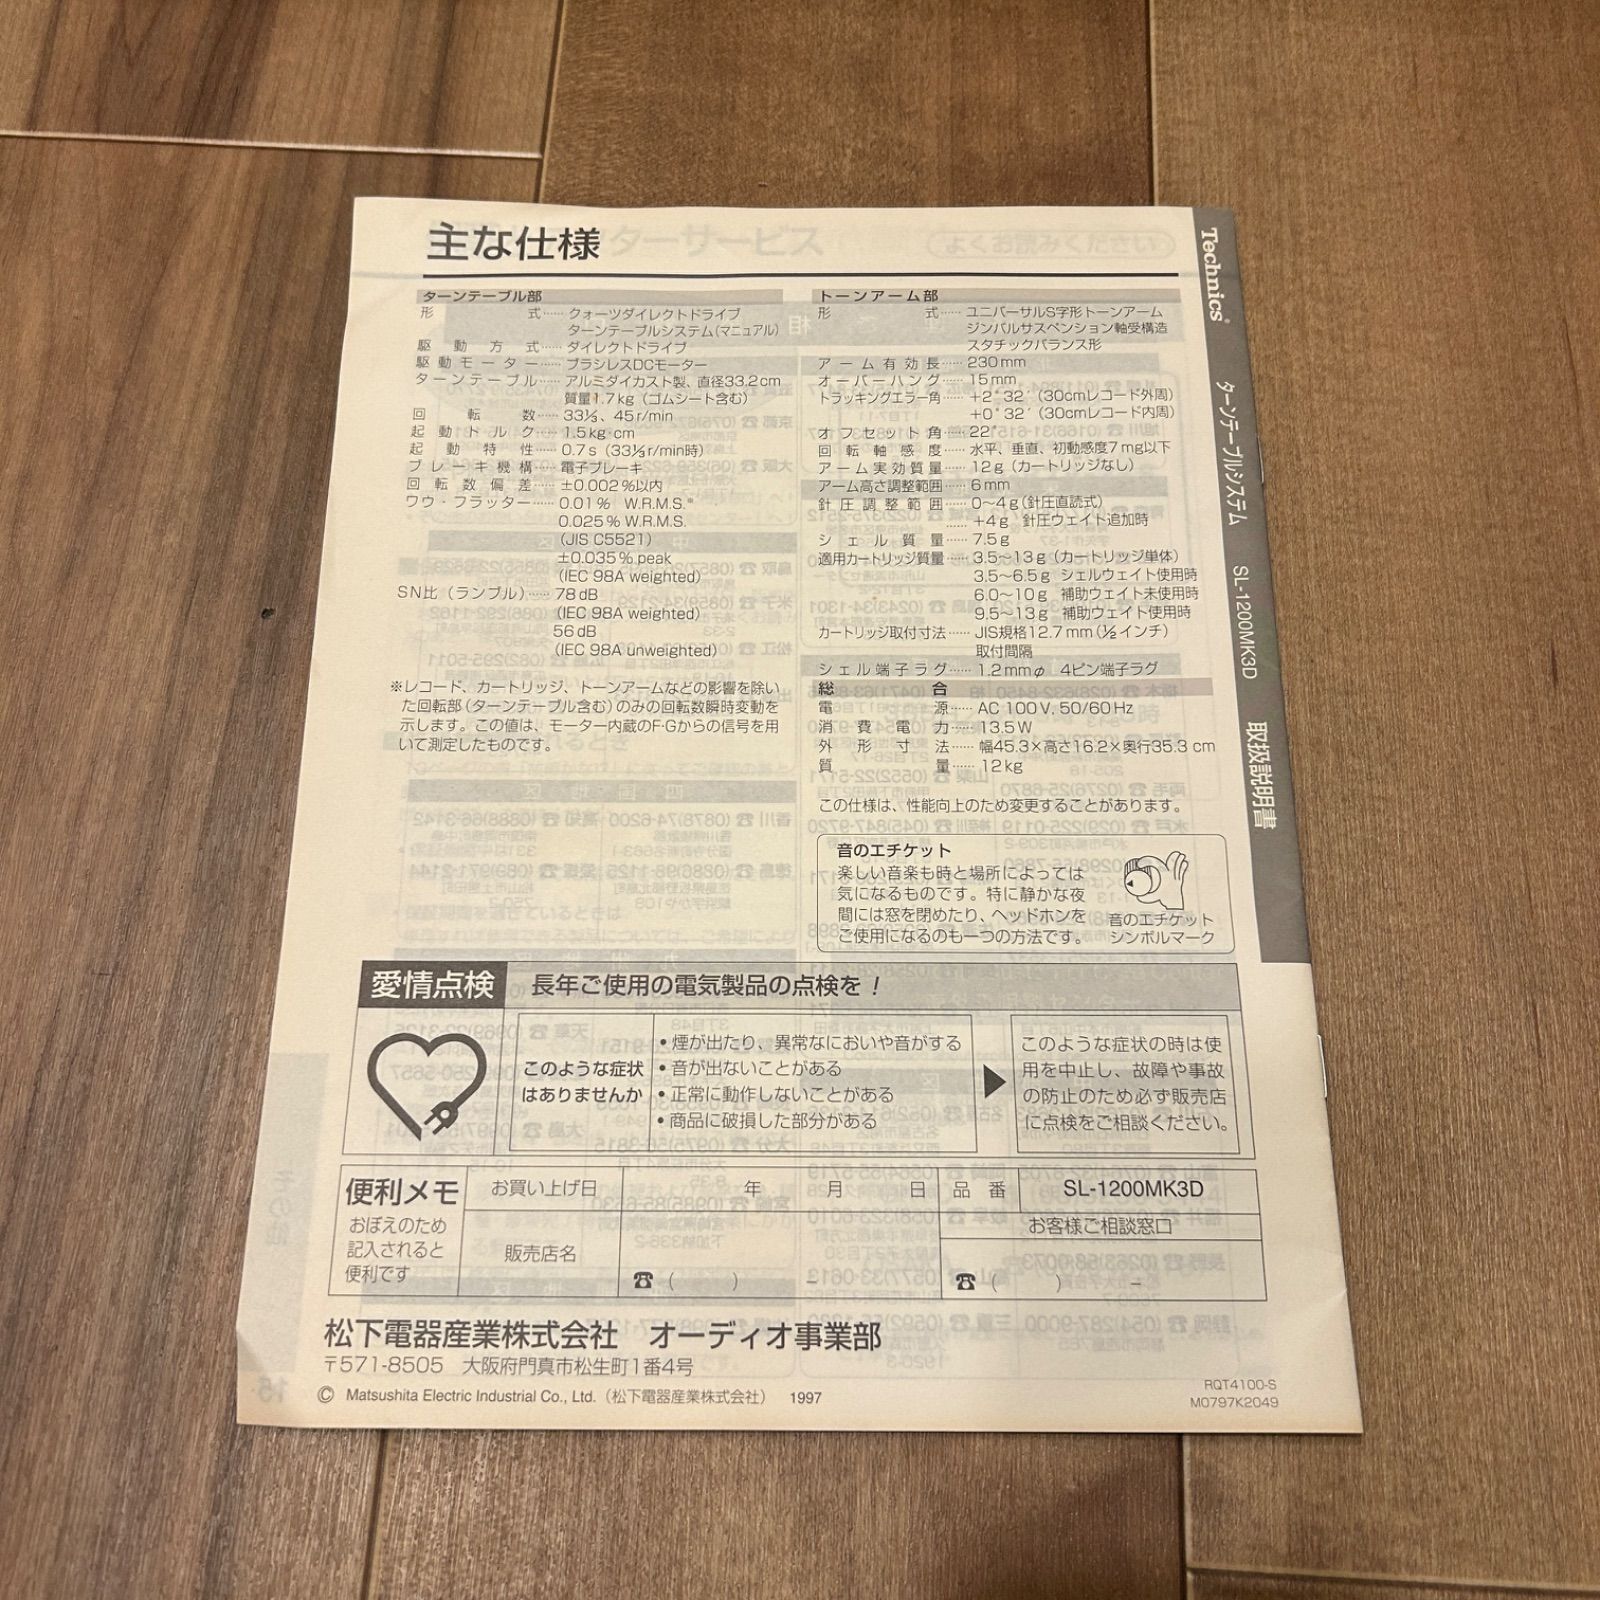 主な仕様
ターンテーブル部
形　　　式…… クォーツダイレクトドライブ
ターンテーブルシステム(マニュアル)
駆動方式…… ダイレクトドライブ
駆動モーター…… ブラシレスDCモーター
ターンテーブル…… アルミダイカスト製、直径33.2cm
質量1.7kg（ゴムシート含む）
回　転　数…… 33⅓、45r/min
起動トルク…… 1.5kg·cm
起動特性…… 0.7s（33⅓r/min時）
ブレーキ機構…… 電子ブレーキ
回転数偏差…… ±0.002%以内
ワウ・フラッター…… 0.01% W.R.M.S.※
0.025% W.R.M.S.
(JIS C5521)
±0.035% peak
(IEC 98A weighted)
SN比（ランブル）…… 78dB
(IEC 98A weighted)
56dB
(IEC 98A unweighted)
※レコード、カートリッジ、トーンアームなどの影響を除い
た回転部(ターンテーブル含む)のみの回転数瞬時変動を
示します。この値は、モーター内蔵のF·Gからの信号を用
いて測定したものです。
トーンアーム部
形　　　式…… ユニバーサルS字形トーンアーム
ジンバルサスペンション軸受構造
スタチックバランス形
アーム有効長…… 230mm
オーバーハング…… 15mm
トラッキングエラー角…… +2°32′（30cmレコード外周）
+0°32′（30cmレコード内周）
オフセット角…… 22°
回転軸感度…… 水平、垂直、初動感度7mg以下
アーム実効質量…… 12g（カートリッジなし）
アーム高さ調整範囲…… 6mm
針圧調整範囲…… 0〜4g（針圧直読式）
…… +4g 針圧ウェイト追加時
シェル質量…… 7.5g
適用カートリッジ質量…… 3.5〜13g（カートリッジ単体）
3.5〜6.5g シェルウェイト使用時
6.0〜10g 補助ウェイト未使用時
9.5〜13g 補助ウェイト使用時
カートリッジ取付寸法…… JIS規格12.7mm（½インチ）
取付間隔
シェル端子ラグ…… 1.2mmφ 4ピン端子ラグ
総　　合
電　　　源…… AC 100V, 50/60Hz
消費電力…… 13.5W
外形寸法…… 幅45.3×高さ16.2×奥行35.3cm
質　　　量…… 12kg
この仕様は、性能向上のため変更することがあります。
音のエチケット
楽しい音楽も時と場所によっては
気になるものです。特に静かな夜
間には窓を閉めたり、ヘッドホンを
ご使用になるのも一つの方法です。
音のエチケット
シンボルマーク
愛情点検 長年ご使用の電気製品の点検を！
このような症状
はありませんか
• 煙が出たり、異常なにおいや音がする
• 音が出ないことがある
• 正常に動作しないことがある
• 商品に破損した部分がある
このような症状の時は使
用を中止し、故障や事故
の防止のため必ず販売店
に点検をご相談ください。
便利メモ
おぼえのため
記入されると
便利です
お買い上げ日　年　月　日 品番 SL-1200MK3D
販売店名
☎（　　）
お客様ご相談窓口
☎（　　）　−
松下電器産業株式会社　オーディオ事業部
〒571-8505　大阪府門真市松生町1番4号
© Matsushita Electric Industrial Co., Ltd.（松下電器産業株式会社）　1997
RQT4100-S
M0797K2049
Technics® ターンテーブルシステム SL-1200MK3D 取扱説明書